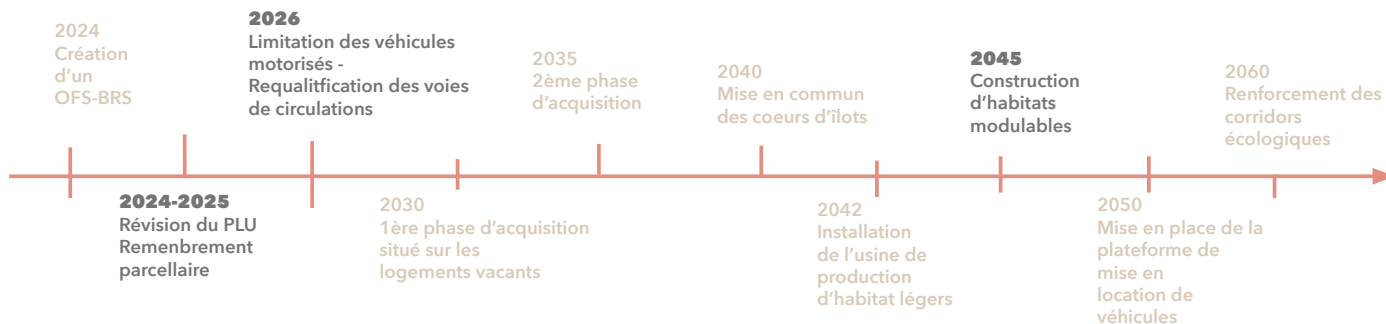 2024
Création
d'un
OFS-BRS
2024-2025
Révision du PLU
Remenbrement
parcellaire
2026
Limitation des véhicules
motorisés -
Requalitfication des voies
de circulations
2030
1ère phase d'acquisition
situé sur les
logements vacants
2035
2ème phase
d'acquisition
2040
Mise en commun
des coeurs d'îlots
2042
Installation
de l'usine de
production
d'habitat légers
2045
Construction
d'habitats
modulables
2050
Mise en place de la
plateforme de
mise en
location de
véhicules
2060
Renforcement des
corridors
écologiques